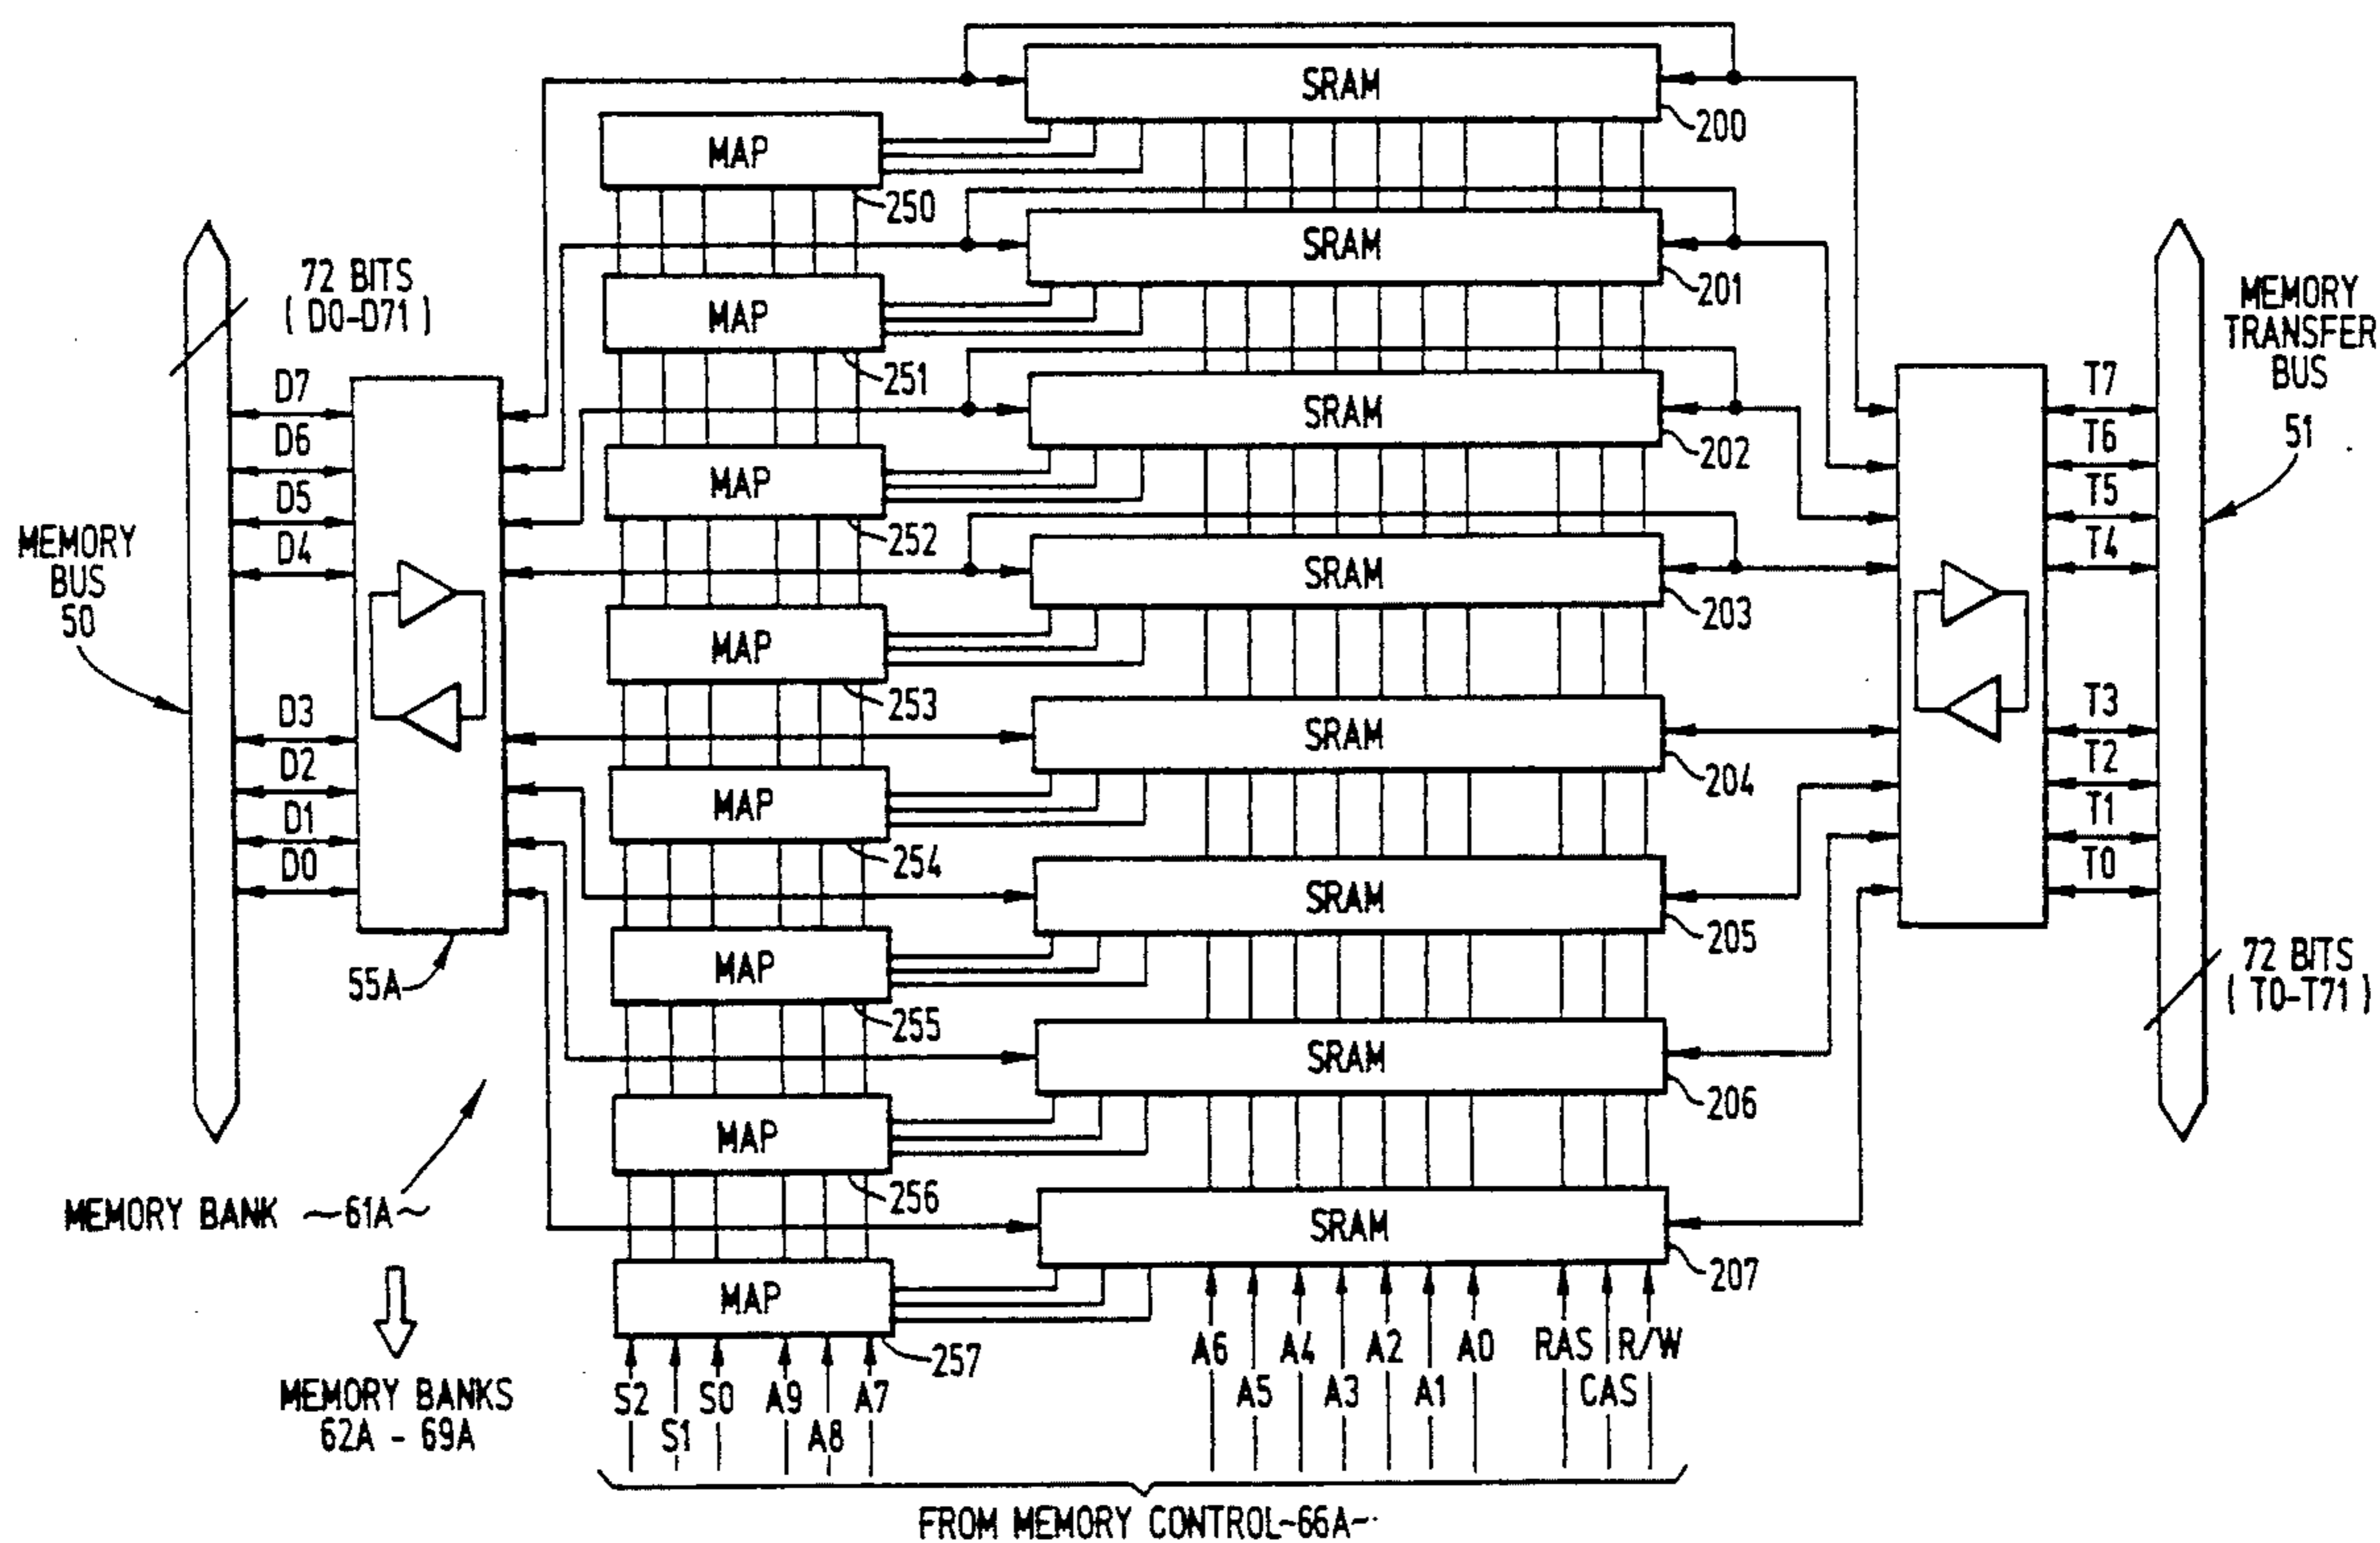 SRAM
200
MAP
250
SRAM
201
72 BITS
( D0-D71 )
MAP
251
MEMORY
TRANSFER
BUS
51
SRAM
202
D7
D6
D5
D4
T7
T6
T5
T4
MAP
252
MEMORY
BUS
50
SRAM
203
MAP
253
D3
D2
D1
D0
SRAM
204
T3
T2
T1
T0
MAP
254
SRAM
205
55A
MAP
255
72 BITS
( T0-T71 )
SRAM
206
MAP
256
MEMORY BANK ~61A~
SRAM
207
MAP
257
MEMORY BANKS
62A - 69A
S2
S1
S0
A9
A8
A7
A6
A5
A4
A3
A2
A1
A0
RAS
CAS
R/W
FROM MEMORY CONTROL~66A~